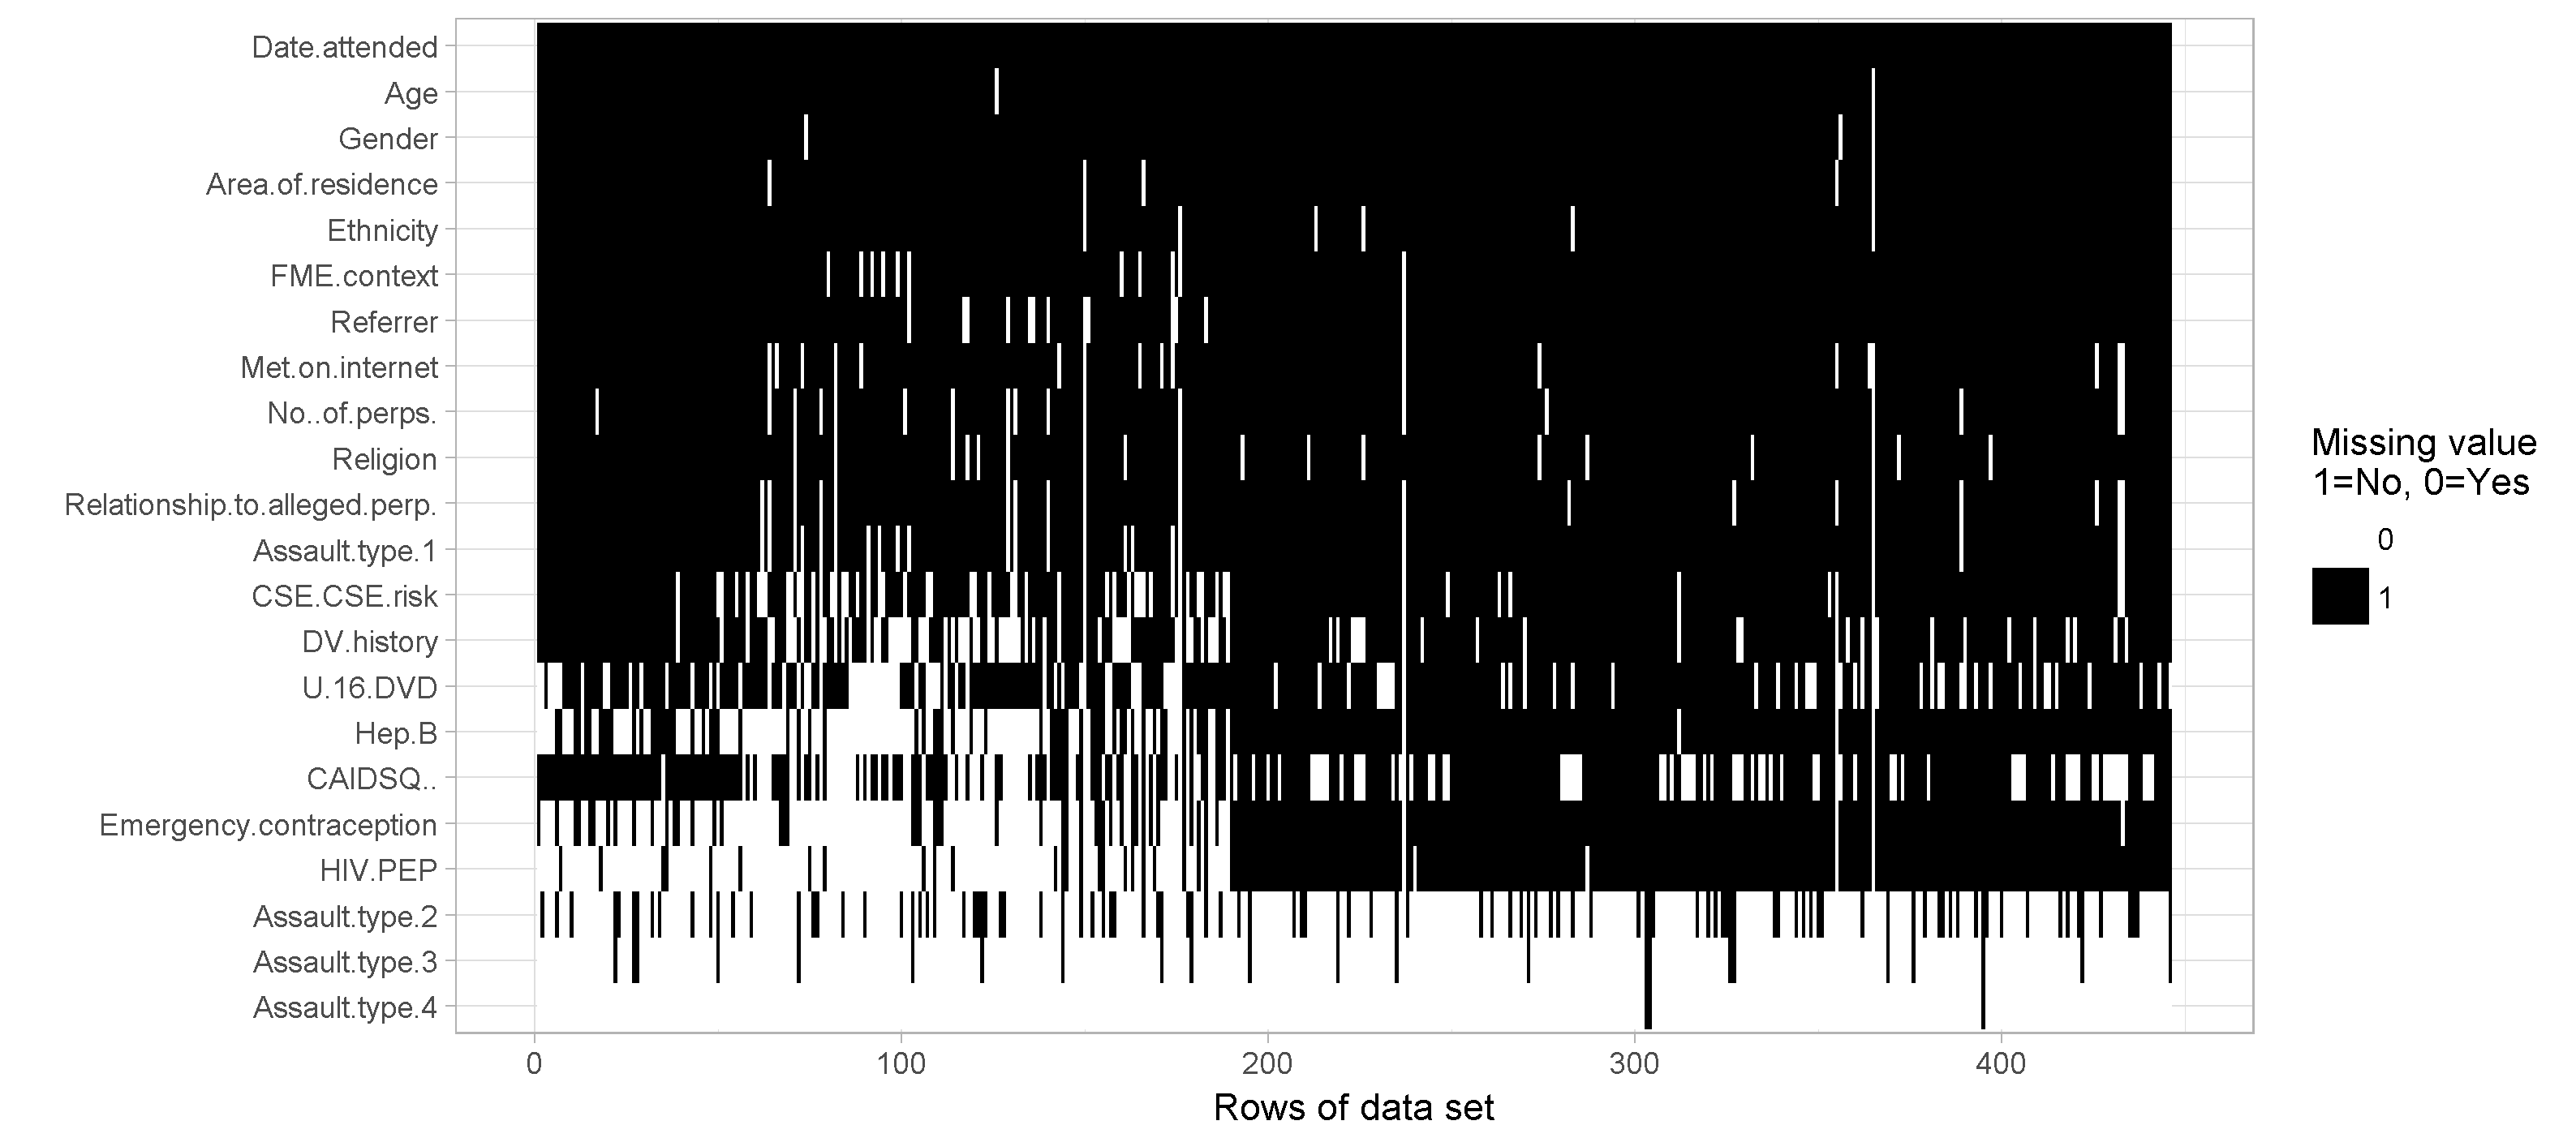 Date.attended
Age
Gender
Area.of.residence
Ethnicity
FME.context
Referrer
Met.on.internet
No..of.perps.
Religion
Relationship.to.alleged.perp.
Assault.type.1
CSE.CSE.risk
DV.history
U.16.DVD
Hep.B
CAIDSQ..
Emergency.contraception
HIV.PEP
Assault.type.2
Assault.type.3
Assault.type.4
0 100 200 300 400
Rows of data set
Missing value
1=No, 0=Yes
0
1